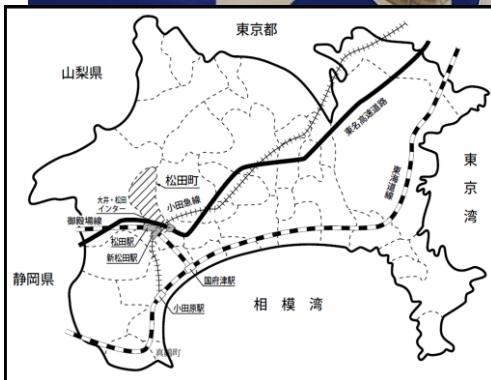 東京都
山梨県
東名高速道路
松田町
大井・松田
インター
小田急線
東海道線
東京湾
御殿場線
松田駅
新松田駅
静岡県
国府津駅
相模湾
小田原駅
真鶴町